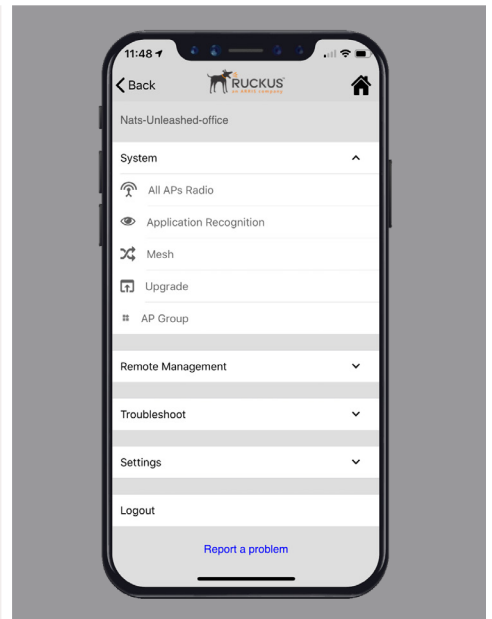 11:48
Back
RUCKUS
Nats-Unleashed-office
System
All APs Radio
Application Recognition
Mesh
Upgrade
AP Group
Remote Management
Troubleshoot
Settings
Logout
Report a problem